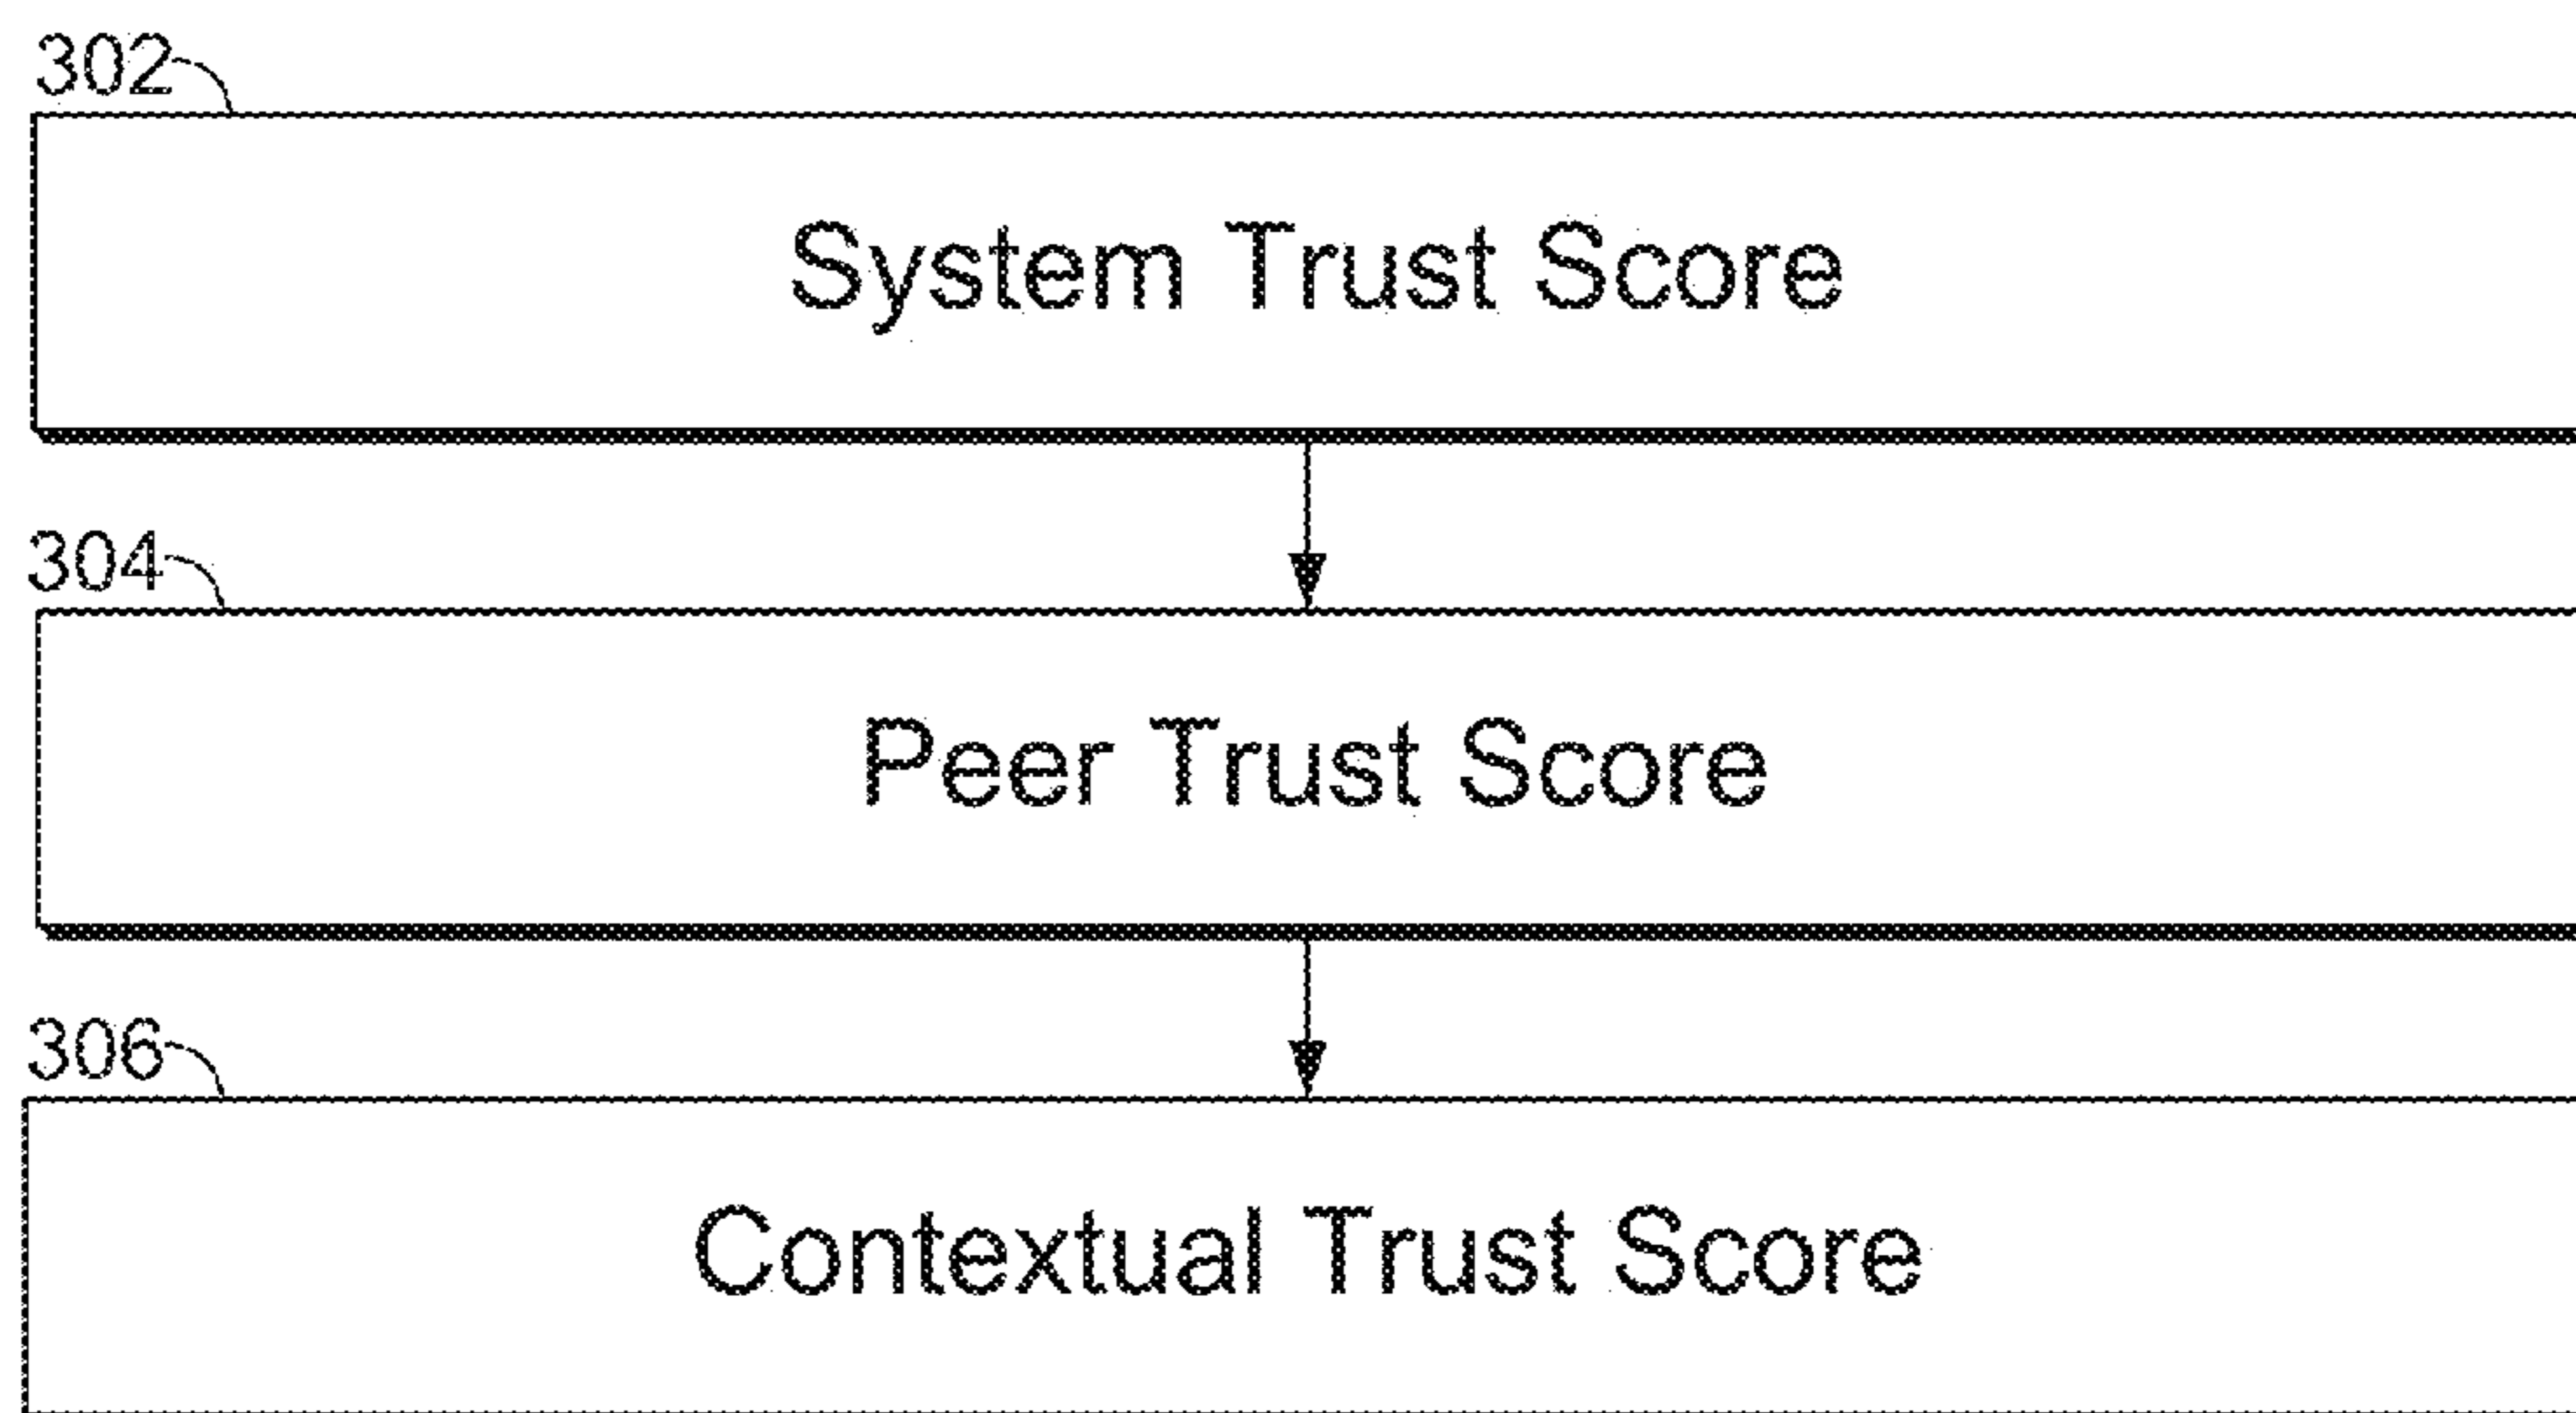 302
System Trust Score
304
Peer Trust Score
306
Contextual Trust Score